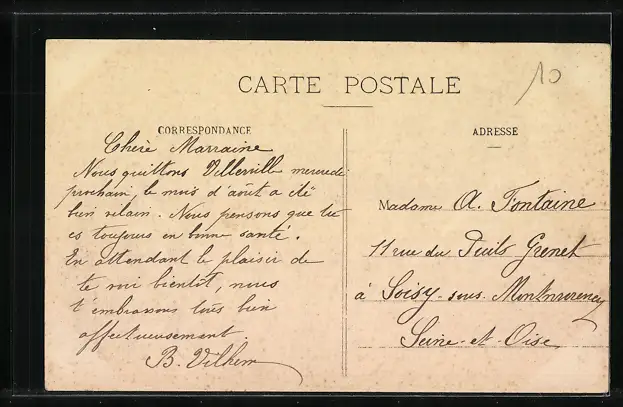 10
CARTE POSTALE
CORRESPONDANCE
Chère Marraine
Nous quittons Villerville mercredi
prochain, le mois d'août a été
bien vilain. Nous pensons que tu
es toujours en bonne santé.
En attendant le plaisir de
te voir bientôt, nous
t'embrassons tous bien
affectueusement
B. Vilhem
ADRESSE
Madame A. Fontaine
11 rue du Puits Grenet
à Soisy-sous-Montmorency
Seine-et-Oise